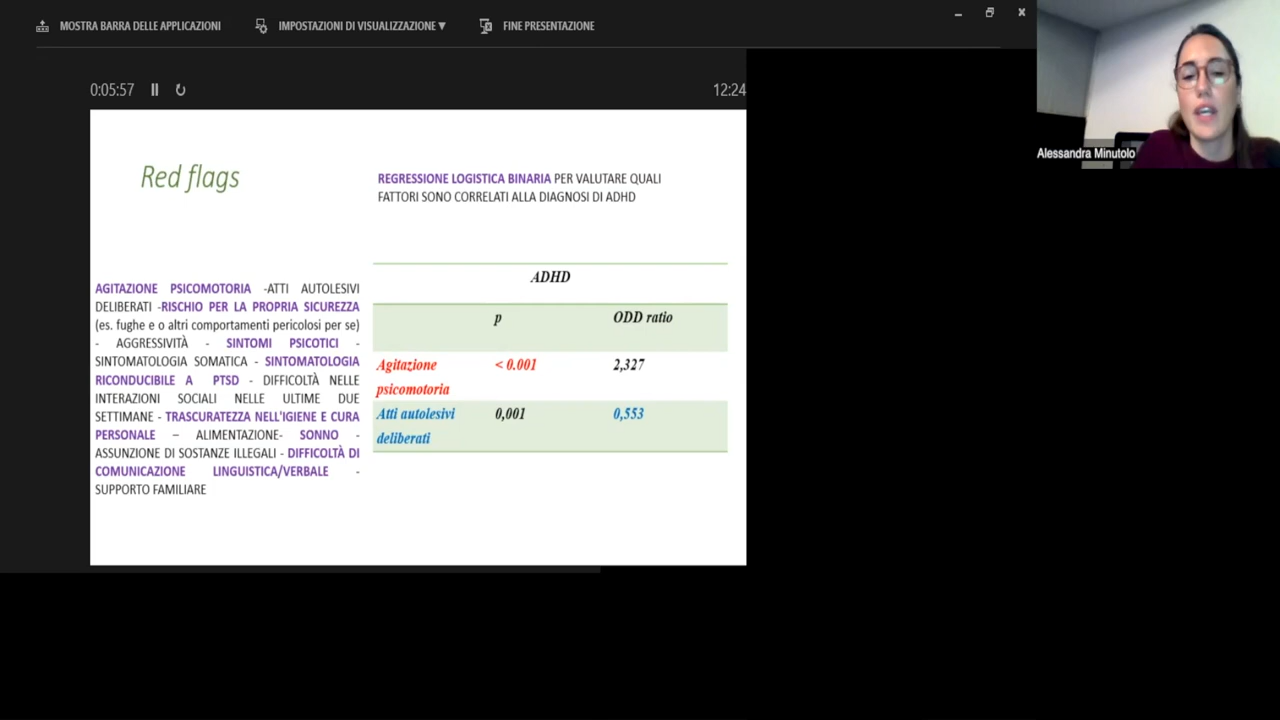 MOSTRA BARRA DELLE APPLICAZIONI
IMPOSTAZIONI DI VISUALIZZAZIONE ▼
FINE PRESENTAZIONE
0:05:57
12:24
Alessandra Minutolo
Red flags
REGRESSIONE LOGISTICA BINARIA PER VALUTARE QUALI
FATTORI SONO CORRELATI ALLA DIAGNOSI DI ADHD
AGITAZIONE PSICOMOTORIA -ATTI AUTOLESIVI
DELIBERATI -RISCHIO PER LA PROPRIA SICUREZZA
(es. fughe e o altri comportamenti pericolosi per se)
- AGGRESSIVITÀ - SINTOMI PSICOTICI -
SINTOMATOLOGIA SOMATICA - SINTOMATOLOGIA
RICONDUCIBILE A PTSD - DIFFICOLTÀ NELLE
INTERAZIONI SOCIALI NELLE ULTIME DUE
SETTIMANE - TRASCURATEZZA NELL'IGIENE E CURA
PERSONALE – ALIMENTAZIONE- SONNO -
ASSUNZIONE DI SOSTANZE ILLEGALI - DIFFICOLTÀ DI
COMUNICAZIONE LINGUISTICA/VERBALE -
SUPPORTO FAMILIARE
ADHD
p ODD ratio
Agitazione < 0.001 2,327
psicomotoria
Atti autolesivi 0,001 0,553
deliberati